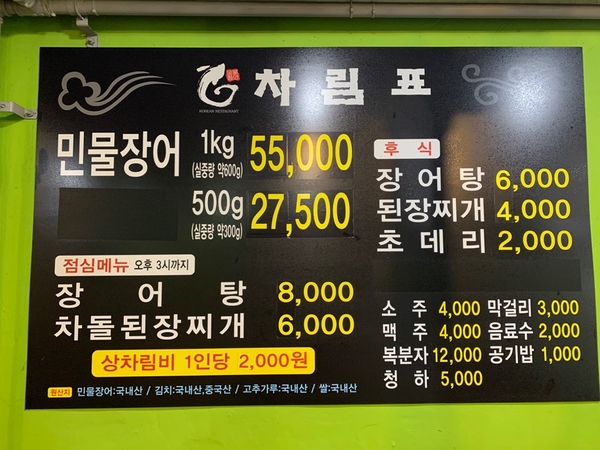 차림표
KOREAN RESTAURANT
민물장어 1kg (실중량 약600g) 55,000
500g (실중량 약300g) 27,500
점심메뉴 오후 3시까지
장어탕 8,000
차돌된장찌개 6,000
상차림비 1인당 2,000원
후식
장어탕 6,000
된장찌개 4,000
초데리 2,000
소주 4,000 막걸리 3,000
맥주 4,000 음료수 2,000
복분자 12,000 공기밥 1,000
청하 5,000
원산지 민물장어:국내산 / 김치:국내산,중국산 / 고추가루:국내산 / 쌀:국내산